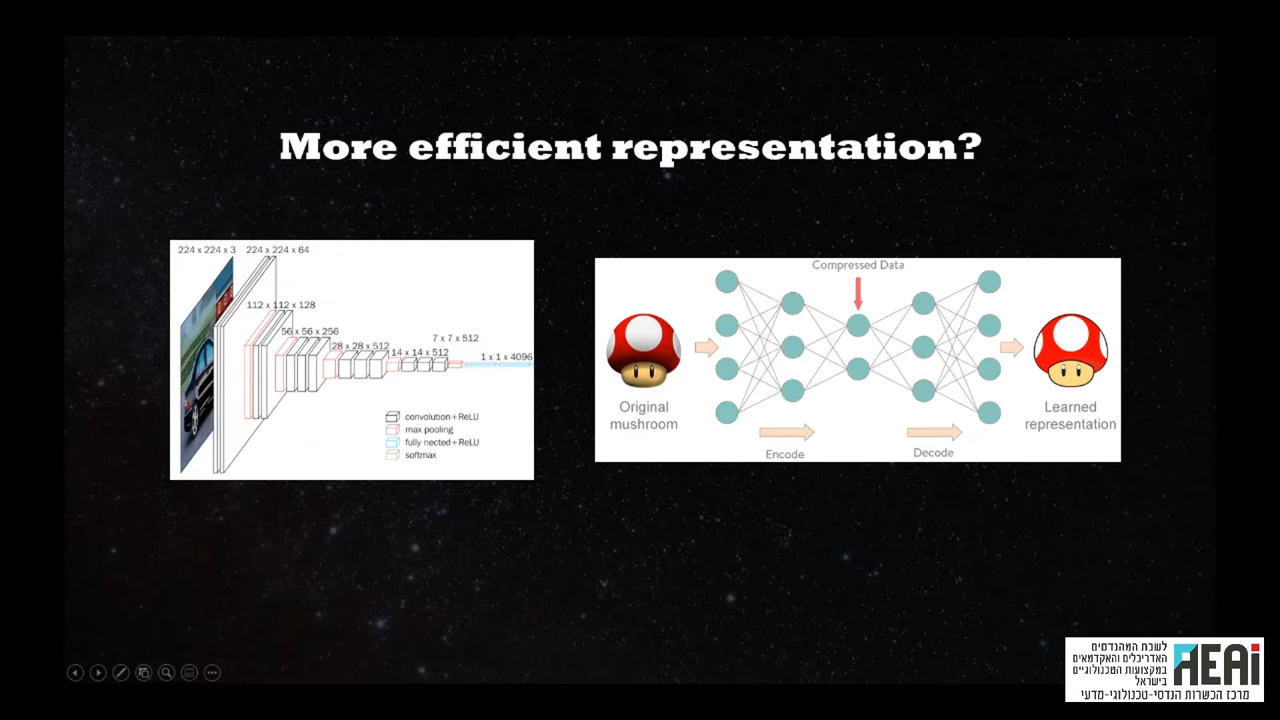 More efficient representation?
224 x 224 x 3
224 x 224 x 64
112 x 112 x 128
56 x 56 x 256
28 x 28 x 512
14 x 14 x 512
7 x 7 x 512
1 x 1 x 4096
convolution+ReLU
max pooling
fully nected+ReLU
softmax
Compressed Data
Original
mushroom
Encode
Decode
Learned
representation
לשכת המהנדסים
האדריכלים והאקדמאים
במקצועות הטכנולוגיים
בישראל
AEAi
מרכז הכשרות הנדסי-טכנולוגי-מדעי